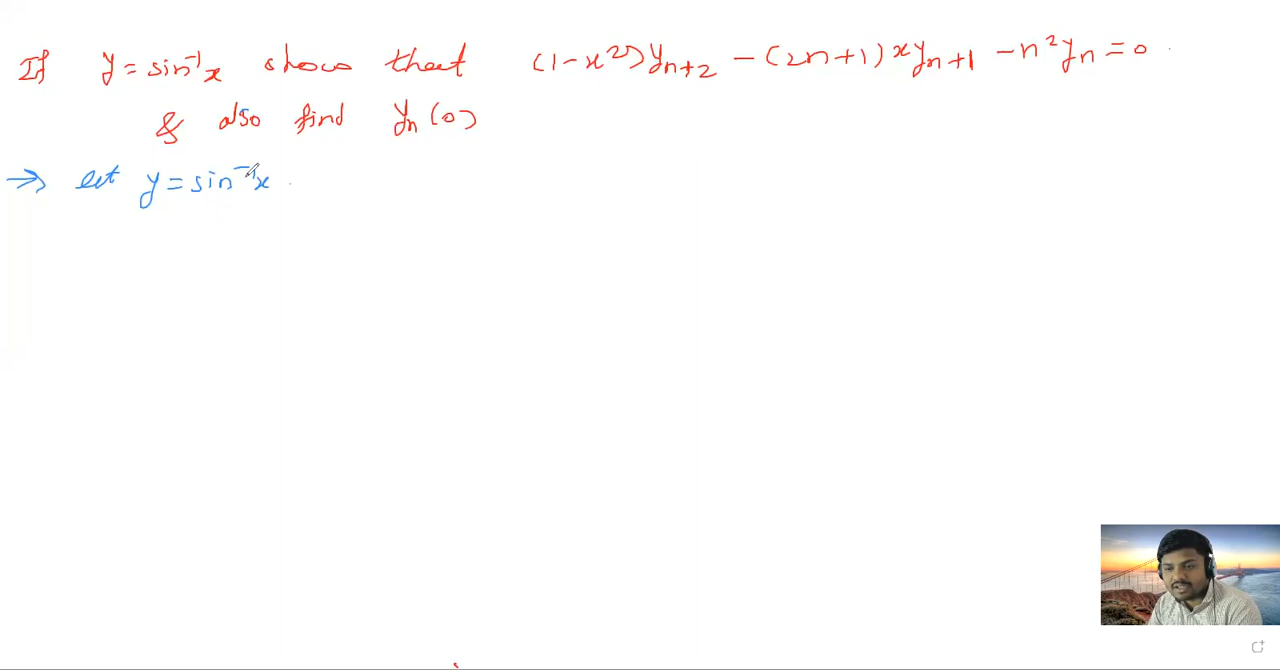 If y = sin⁻¹x show that (1-x²)yₙ₊₂ - (2n+1)xyₙ₊₁ - n²yₙ = 0
& also find yₙ(0)
⇒ let y = sin⁻¹x